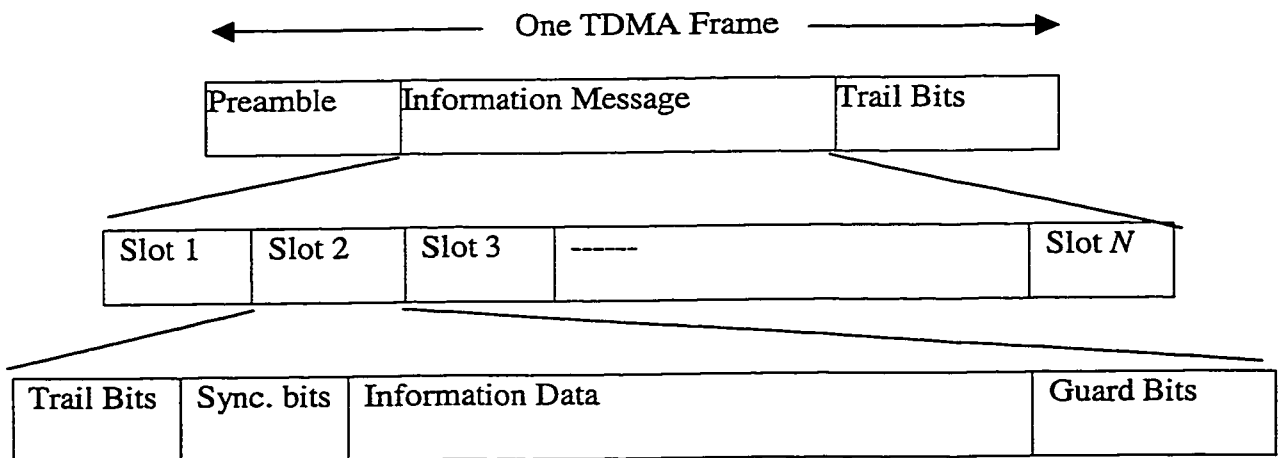 One TDMA Frame
Preamble Information Message Trail Bits
Slot 1 Slot 2 Slot 3 ------ Slot N
Trail Bits Sync. bits Information Data Guard Bits